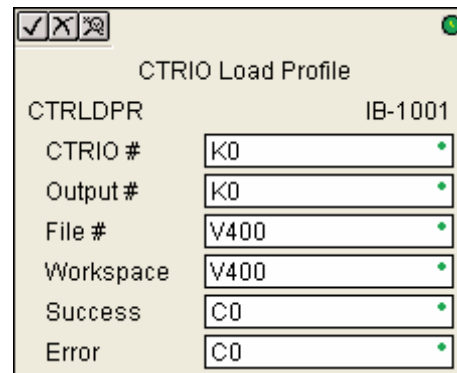 CTRIO Load Profile
CTRLDPR IB-1001
CTRIO # K0
Output # K0
File # V400
Workspace V400
Success C0
Error C0